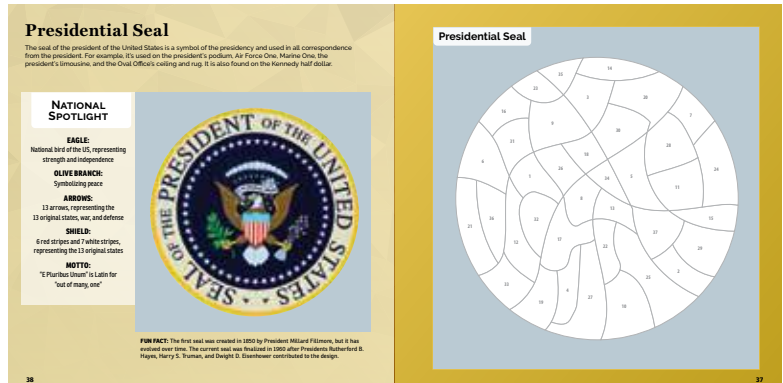 Presidential Seal
The seal of the president of the United States is a symbol of the presidency and used in all correspondence
from the president. For example, it's used on the president's podium, Air Force One, Marine One, the
president's limousine, and the Oval Office's ceiling and rug. It is also found on the Kennedy half dollar.
NATIONAL
SPOTLIGHT
EAGLE:
National bird of the US, representing
strength and independence
OLIVE BRANCH:
Symbolizing peace
ARROWS:
13 arrows, representing the
13 original states, war, and defense
SHIELD:
6 red stripes and 7 white stripes,
representing the 13 original states
MOTTO:
"E Pluribus Unum" is Latin for
"out of many, one"
SEAL OF THE PRESIDENT OF THE UNITED STATES
FUN FACT: The first seal was created in 1850 by President Millard Fillmore, but it has
evolved over time. The current seal was finalized in 1960 after Presidents Rutherford B.
Hayes, Harry S. Truman, and Dwight D. Eisenhower contributed to the design.
38
Presidential Seal
37